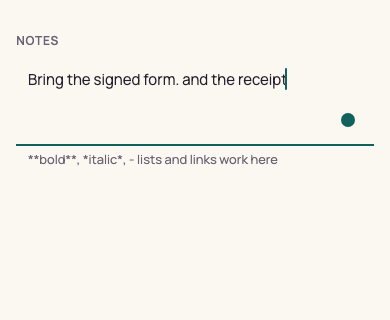 NOTES
Bring the signed form. and the receipt
**bold**, *italic*, - lists and links work here